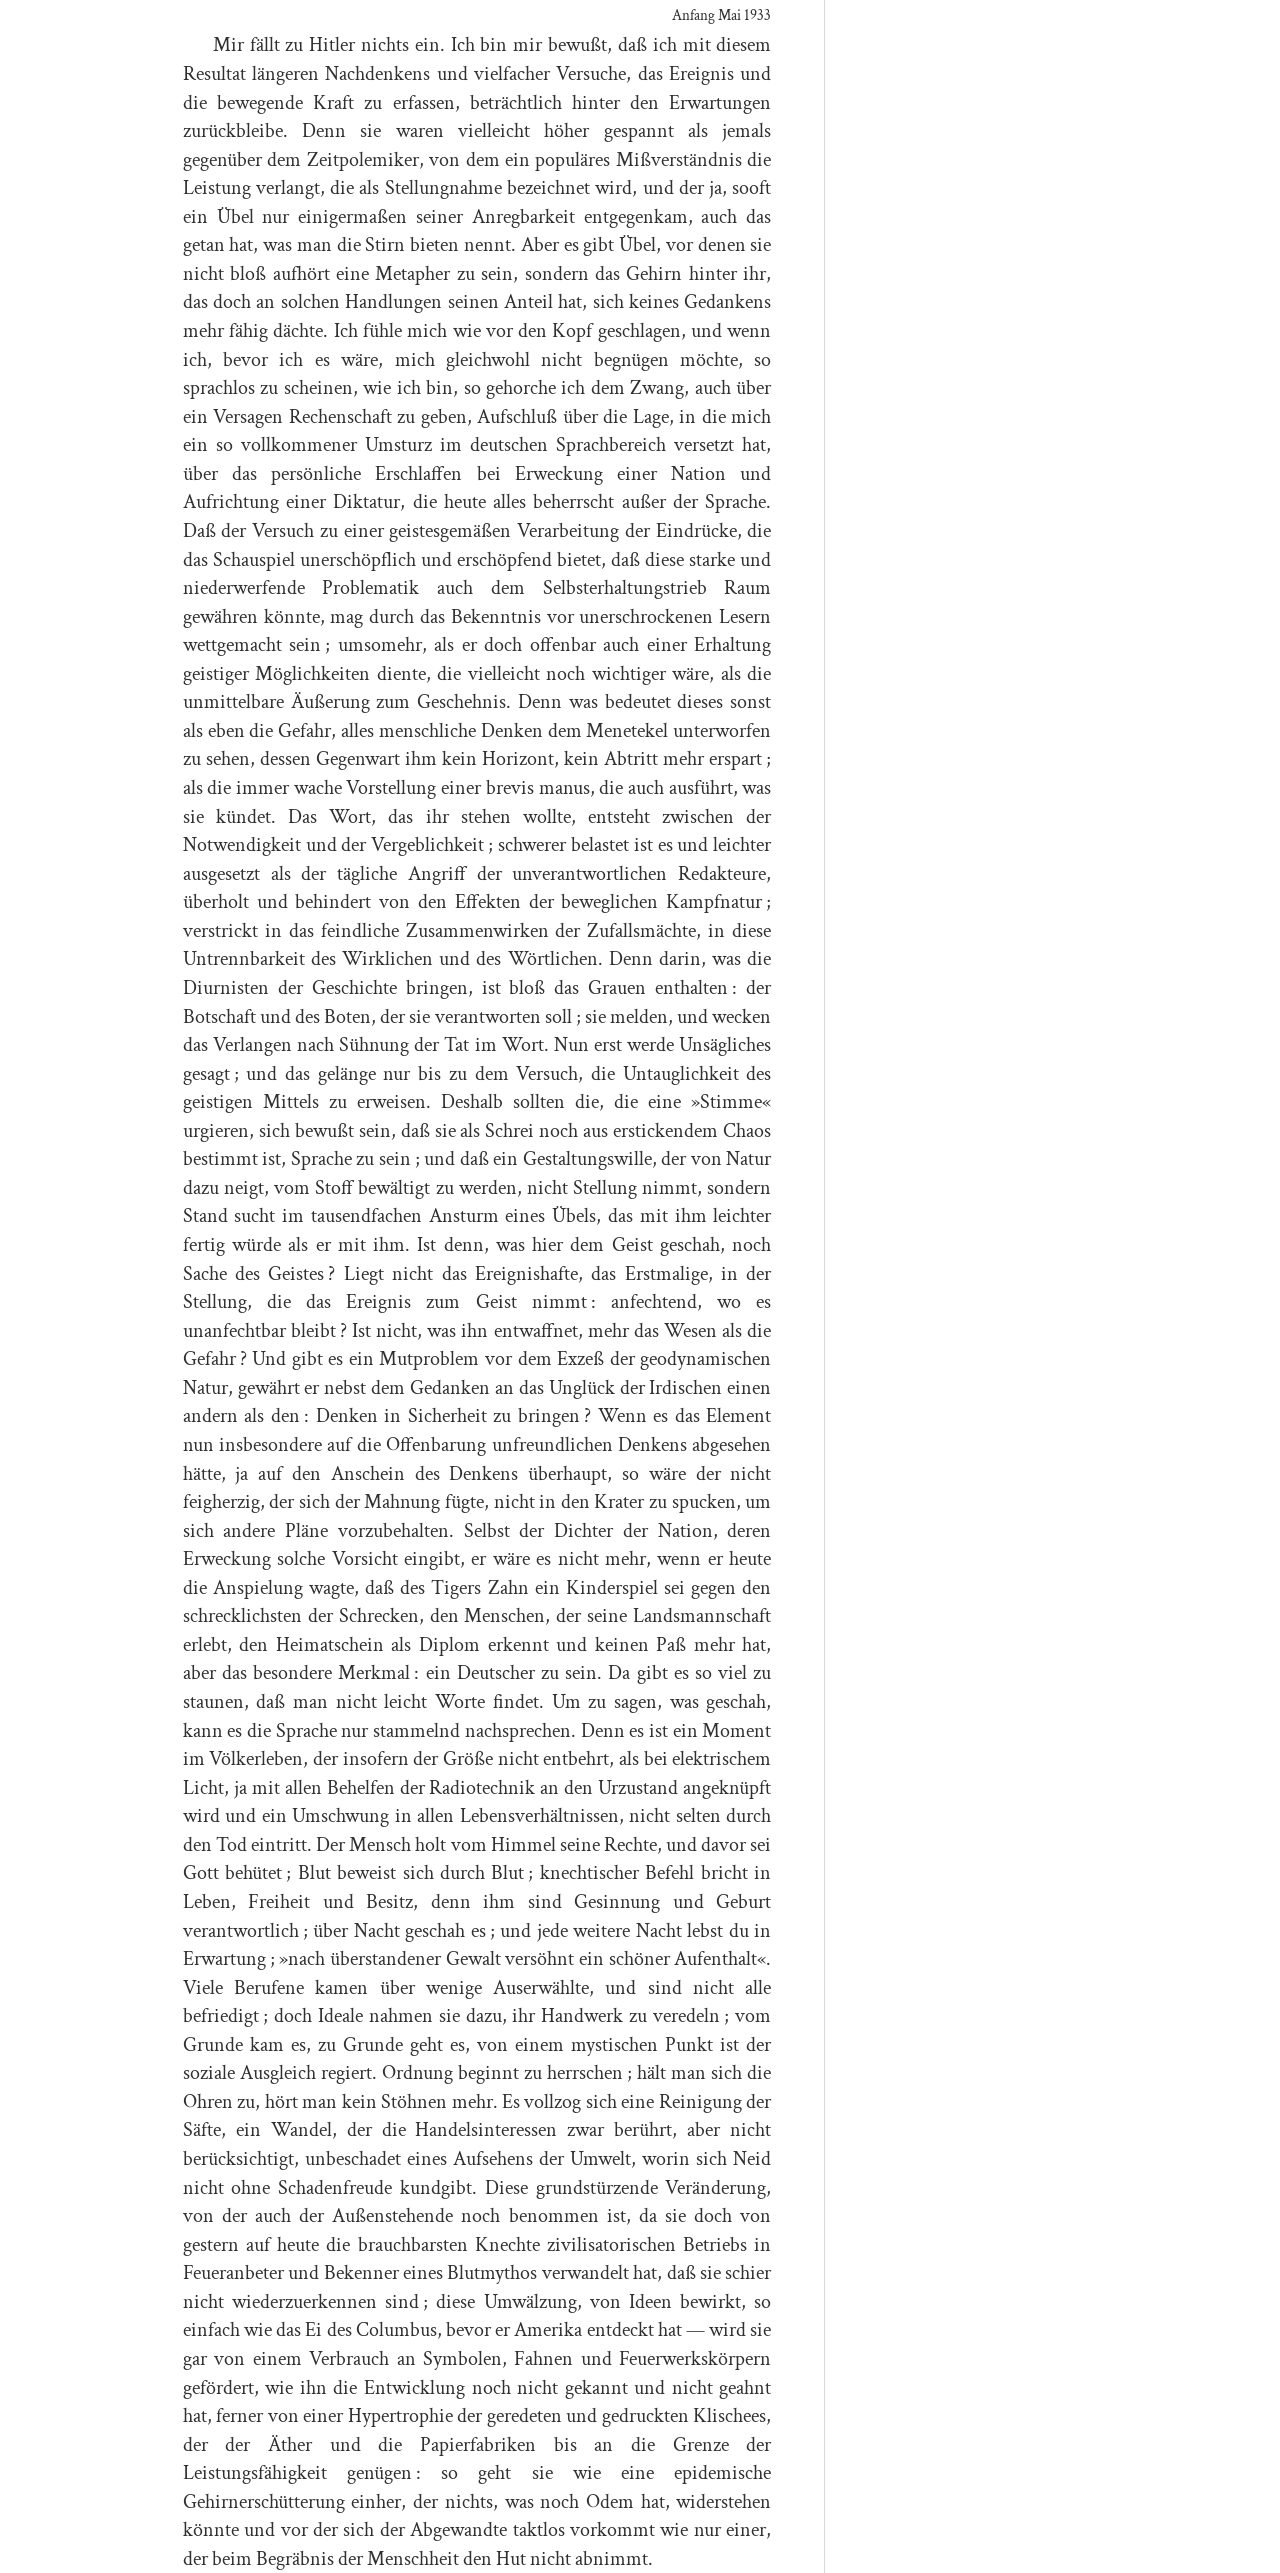 Anfang Mai 1933
Mir fällt zu Hitler nichts ein. Ich bin mir bewußt, daß ich mit diesem
Resultat längeren Nachdenkens und vielfacher Versuche, das Ereignis und
die bewegende Kraft zu erfassen, beträchtlich hinter den Erwartungen
zurückbleibe. Denn sie waren vielleicht höher gespannt als jemals
gegenüber dem Zeitpolemiker, von dem ein populäres Mißverständnis die
Leistung verlangt, die als Stellungnahme bezeichnet wird, und der ja, sooft
ein Übel nur einigermaßen seiner Anregbarkeit entgegenkam, auch das
getan hat, was man die Stirn bieten nennt. Aber es gibt Übel, vor denen sie
nicht bloß aufhört eine Metapher zu sein, sondern das Gehirn hinter ihr,
das doch an solchen Handlungen seinen Anteil hat, sich keines Gedankens
mehr fähig dächte. Ich fühle mich wie vor den Kopf geschlagen, und wenn
ich, bevor ich es wäre, mich gleichwohl nicht begnügen möchte, so
sprachlos zu scheinen, wie ich bin, so gehorche ich dem Zwang, auch über
ein Versagen Rechenschaft zu geben, Aufschluß über die Lage, in die mich
ein so vollkommener Umsturz im deutschen Sprachbereich versetzt hat,
über das persönliche Erschlaffen bei Erweckung einer Nation und
Aufrichtung einer Diktatur, die heute alles beherrscht außer der Sprache.
Daß der Versuch zu einer geistesgemäßen Verarbeitung der Eindrücke, die
das Schauspiel unerschöpflich und erschöpfend bietet, daß diese starke und
niederwerfende Problematik auch dem Selbsterhaltungstrieb Raum
gewähren könnte, mag durch das Bekenntnis vor unerschrockenen Lesern
wettgemacht sein ; umsomehr, als er doch offenbar auch einer Erhaltung
geistiger Möglichkeiten diente, die vielleicht noch wichtiger wäre, als die
unmittelbare Äußerung zum Geschehnis. Denn was bedeutet dieses sonst
als eben die Gefahr, alles menschliche Denken dem Menetekel unterworfen
zu sehen, dessen Gegenwart ihm kein Horizont, kein Abtritt mehr erspart ;
als die immer wache Vorstellung einer brevis manus, die auch ausführt, was
sie kündet. Das Wort, das ihr stehen wollte, entsteht zwischen der
Notwendigkeit und der Vergeblichkeit ; schwerer belastet ist es und leichter
ausgesetzt als der tägliche Angriff der unverantwortlichen Redakteure,
überholt und behindert von den Effekten der beweglichen Kampfnatur ;
verstrickt in das feindliche Zusammenwirken der Zufallsmächte, in diese
Untrennbarkeit des Wirklichen und des Wörtlichen. Denn darin, was die
Diurnisten der Geschichte bringen, ist bloß das Grauen enthalten : der
Botschaft und des Boten, der sie verantworten soll ; sie melden, und wecken
das Verlangen nach Sühnung der Tat im Wort. Nun erst werde Unsägliches
gesagt ; und das gelänge nur bis zu dem Versuch, die Untauglichkeit des
geistigen Mittels zu erweisen. Deshalb sollten die, die eine »Stimme«
urgieren, sich bewußt sein, daß sie als Schrei noch aus erstickendem Chaos
bestimmt ist, Sprache zu sein ; und daß ein Gestaltungswille, der von Natur
dazu neigt, vom Stoff bewältigt zu werden, nicht Stellung nimmt, sondern
Stand sucht im tausendfachen Ansturm eines Übels, das mit ihm leichter
fertig würde als er mit ihm. Ist denn, was hier dem Geist geschah, noch
Sache des Geistes ? Liegt nicht das Ereignishafte, das Erstmalige, in der
Stellung, die das Ereignis zum Geist nimmt : anfechtend, wo es
unanfechtbar bleibt ? Ist nicht, was ihn entwaffnet, mehr das Wesen als die
Gefahr ? Und gibt es ein Mutproblem vor dem Exzeß der geodynamischen
Natur, gewährt er nebst dem Gedanken an das Unglück der Irdischen einen
andern als den : Denken in Sicherheit zu bringen ? Wenn es das Element
nun insbesondere auf die Offenbarung unfreundlichen Denkens abgesehen
hätte, ja auf den Anschein des Denkens überhaupt, so wäre der nicht
feigherzig, der sich der Mahnung fügte, nicht in den Krater zu spucken, um
sich andere Pläne vorzubehalten. Selbst der Dichter der Nation, deren
Erweckung solche Vorsicht eingibt, er wäre es nicht mehr, wenn er heute
die Anspielung wagte, daß des Tigers Zahn ein Kinderspiel sei gegen den
schrecklichsten der Schrecken, den Menschen, der seine Landsmannschaft
erlebt, den Heimatschein als Diplom erkennt und keinen Paß mehr hat,
aber das besondere Merkmal : ein Deutscher zu sein. Da gibt es so viel zu
staunen, daß man nicht leicht Worte findet. Um zu sagen, was geschah,
kann es die Sprache nur stammelnd nachsprechen. Denn es ist ein Moment
im Völkerleben, der insofern der Größe nicht entbehrt, als bei elektrischem
Licht, ja mit allen Behelfen der Radiotechnik an den Urzustand angeknüpft
wird und ein Umschwung in allen Lebensverhältnissen, nicht selten durch
den Tod eintritt. Der Mensch holt vom Himmel seine Rechte, und davor sei
Gott behütet ; Blut beweist sich durch Blut ; knechtischer Befehl bricht in
Leben, Freiheit und Besitz, denn ihm sind Gesinnung und Geburt
verantwortlich ; über Nacht geschah es ; und jede weitere Nacht lebst du in
Erwartung ; »nach überstandener Gewalt versöhnt ein schöner Aufenthalt«.
Viele Berufene kamen über wenige Auserwählte, und sind nicht alle
befriedigt ; doch Ideale nahmen sie dazu, ihr Handwerk zu veredeln ; vom
Grunde kam es, zu Grunde geht es, von einem mystischen Punkt ist der
soziale Ausgleich regiert. Ordnung beginnt zu herrschen ; hält man sich die
Ohren zu, hört man kein Stöhnen mehr. Es vollzog sich eine Reinigung der
Säfte, ein Wandel, der die Handelsinteressen zwar berührt, aber nicht
berücksichtigt, unbeschadet eines Aufsehens der Umwelt, worin sich Neid
nicht ohne Schadenfreude kundgibt. Diese grundstürzende Veränderung,
von der auch der Außenstehende noch benommen ist, da sie doch von
gestern auf heute die brauchbarsten Knechte zivilisatorischen Betriebs in
Feueranbeter und Bekenner eines Blutmythos verwandelt hat, daß sie schier
nicht wiederzuerkennen sind ; diese Umwälzung, von Ideen bewirkt, so
einfach wie das Ei des Columbus, bevor er Amerika entdeckt hat — wird sie
gar von einem Verbrauch an Symbolen, Fahnen und Feuerwerkskörpern
gefördert, wie ihn die Entwicklung noch nicht gekannt und nicht geahnt
hat, ferner von einer Hypertrophie der geredeten und gedruckten Klischees,
der der Äther und die Papierfabriken bis an die Grenze der
Leistungsfähigkeit genügen : so geht sie wie eine epidemische
Gehirnerschütterung einher, der nichts, was noch Odem hat, widerstehen
könnte und vor der sich der Abgewandte taktlos vorkommt wie nur einer,
der beim Begräbnis der Menschheit den Hut nicht abnimmt.